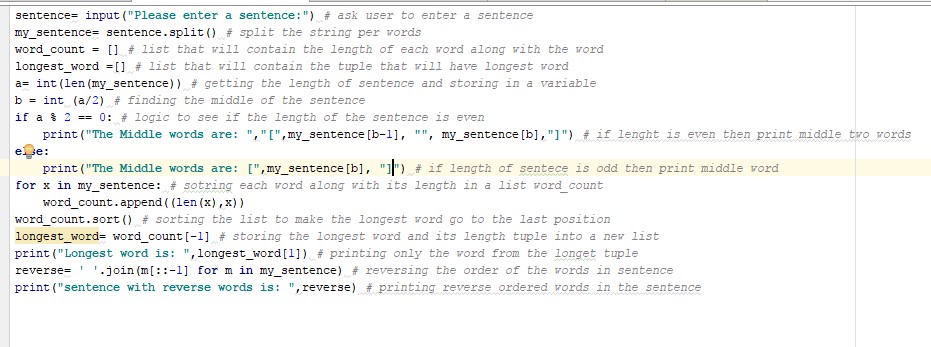 sentence= input("Please enter a sentence:") # ask user to enter a sentence
my_sentence= sentence.split() # split the string per words
word_count = [] # list that will contain the length of each word along with the word
longest_word =[] # list that will contain the tuple that will have longest word
a= int(len(my_sentence)) # getting the length of sentence and storing in a variable
b = int (a/2) # finding the middle of the sentence
if a % 2 == 0: # logic to see if the length of the sentence is even
    print("The Middle words are: ","[",my_sentence[b-1], "", my_sentence[b],"]") # if lenght is even then print middle two words
else:
    print("The Middle words are: [",my_sentence[b], "]") # if length of sentece is odd then print middle word
for x in my_sentence: # sotring each word along with its length in a list word_count
    word_count.append((len(x),x))
word_count.sort() # sorting the list to make the longest word go to the last position
longest_word= word_count[-1] # storing the longest word and its length tuple into a new list
print("Longest word is: ",longest_word[1]) # printing only the word from the longet tuple
reverse= ' '.join(m[::-1] for m in my_sentence) # reversing the order of the words in sentence
print("sentence with reverse words is: ",reverse) # printing reverse ordered words in the sentence